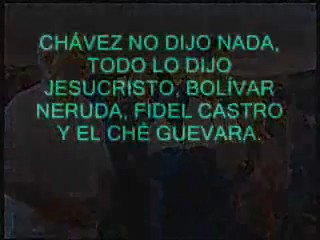 CHÁVEZ NO DIJO NADA,
TODO LO DIJO
JESUCRISTO, BOLÍVAR
NERUDA, FIDEL CASTRO
Y EL CHÉ GUEVARA.